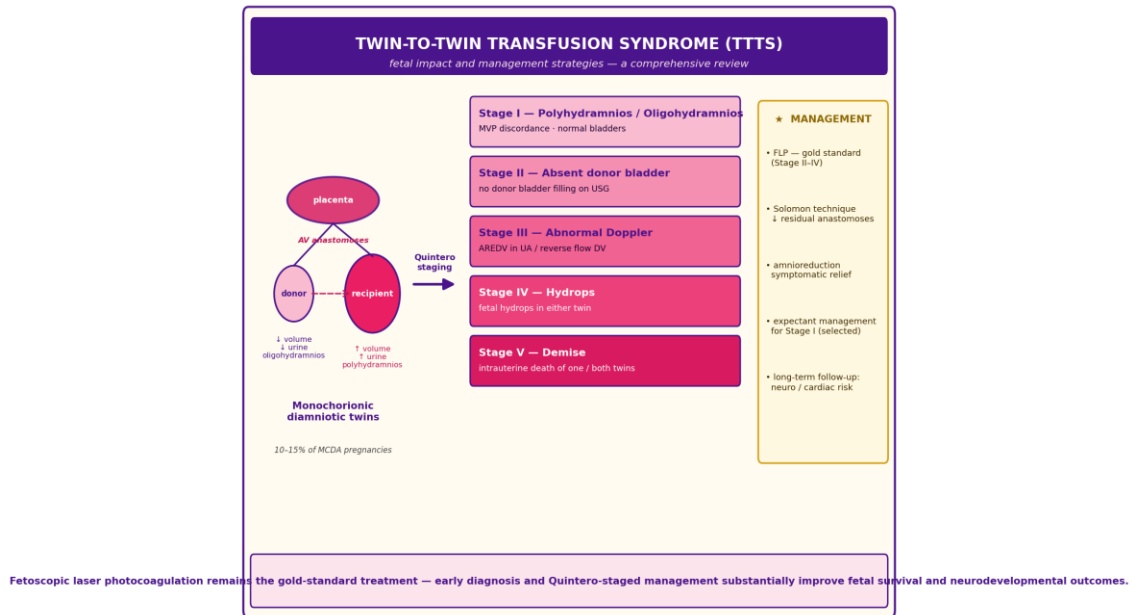 TWIN-TO-TWIN TRANSFUSION SYNDROME (TTTS)
fetal impact and management strategies — a comprehensive review
placenta
AV anastomoses
donor
recipient
↓ volume
↓ urine
oligohydramnios
↑ volume
↑ urine
polyhydramnios
Monochorionic
diamniotic twins
10–15% of MCDA pregnancies
Quintero
staging
Stage I — Polyhydramnios / Oligohydramnios
MVP discordance · normal bladders
Stage II — Absent donor bladder
no donor bladder filling on USG
Stage III — Abnormal Doppler
AREDV in UA / reverse flow DV
Stage IV — Hydrops
fetal hydrops in either twin
Stage V — Demise
intrauterine death of one / both twins
★ MANAGEMENT
• FLP — gold standard
(Stage II–IV)
• Solomon technique
↓ residual anastomoses
• amnioreduction
symptomatic relief
• expectant management
for Stage I (selected)
• long-term follow-up:
neuro / cardiac risk
Fetoscopic laser photocoagulation remains the gold-standard treatment — early diagnosis and Quintero-staged management substantially improve fetal survival and neurodevelopmental outcomes.